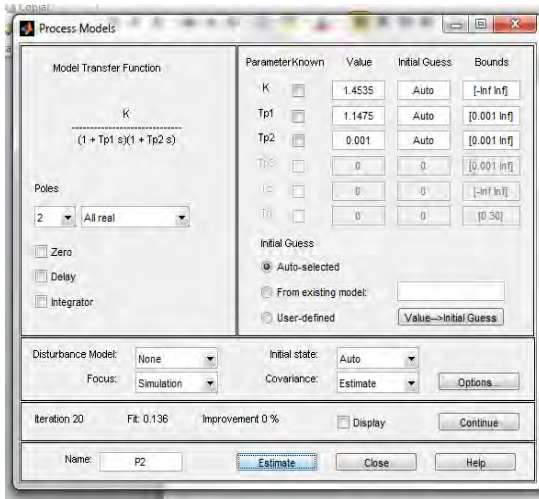 Copiar
Process Models
Model Transfer Function
K
(1 + Tp1 s)(1 + Tp2 s)
Poles
2 All real
Zero
Delay
Integrator
Parameter Known Value Initial Guess Bounds
K 1.4535 Auto [-Inf Inf]
Tp1 1.1475 Auto [0.001 Inf]
Tp2 0.001 Auto [0.001 Inf]
Tp3 0 0 [0.001 Inf]
Tz 0 0 [-Inf Inf]
Td 0 0 [0.30]
Initial Guess
Auto-selected
From existing model:
User-defined Value-->Initial Guess
Disturbance Model: None Initial state: Auto
Focus: Simulation Covariance: Estimate Options...
Iteration 20 Fit: 0.136 Improvement 0 % Display Continue
Name: P2 Estimate Close Help